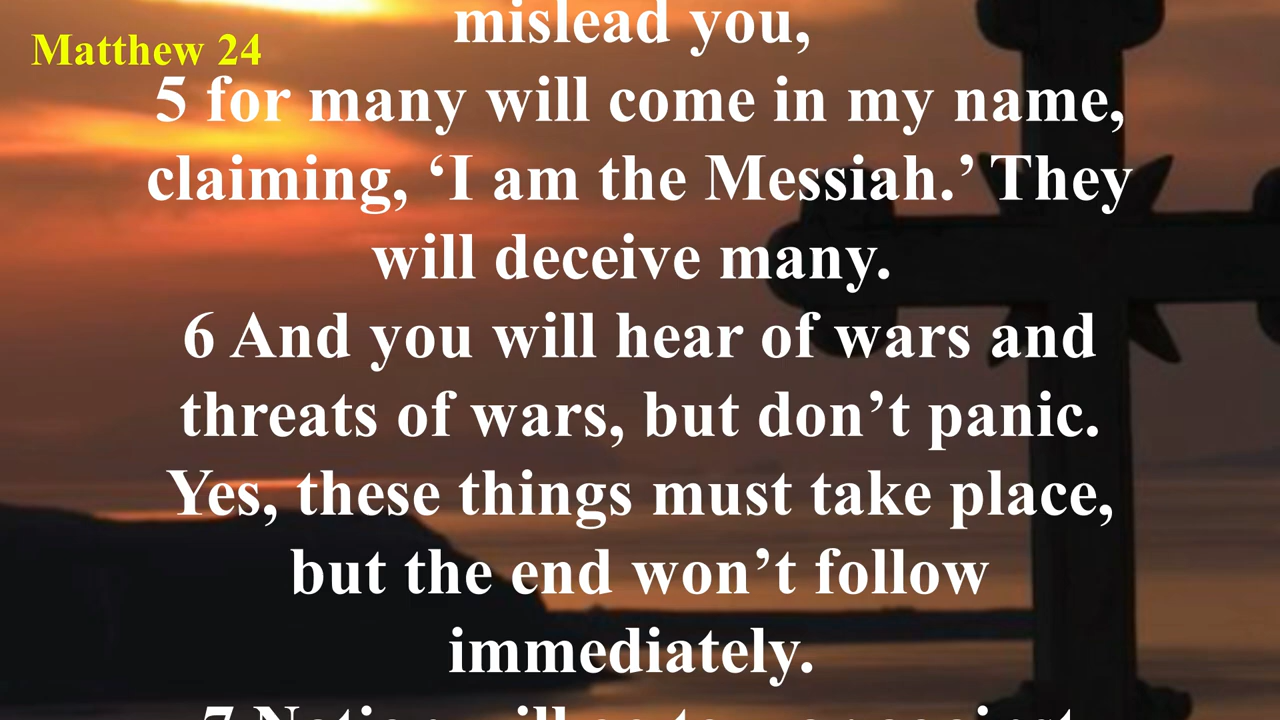 mislead you,
Matthew 24
5 for many will come in my name,
claiming, ‘I am the Messiah.’ They
will deceive many.
6 And you will hear of wars and
threats of wars, but don’t panic.
Yes, these things must take place,
but the end won’t follow
immediately.